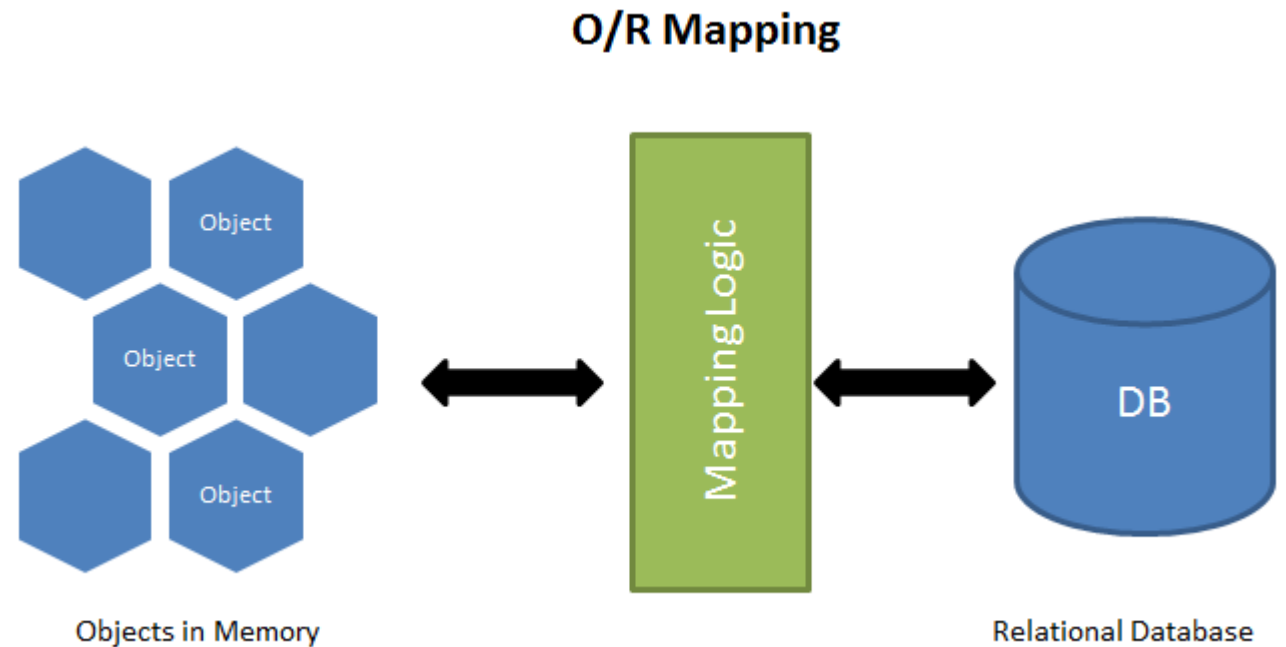 O/R Mapping
Object
Object
Object
Mapping Logic
DB
Objects in Memory
Relational Database